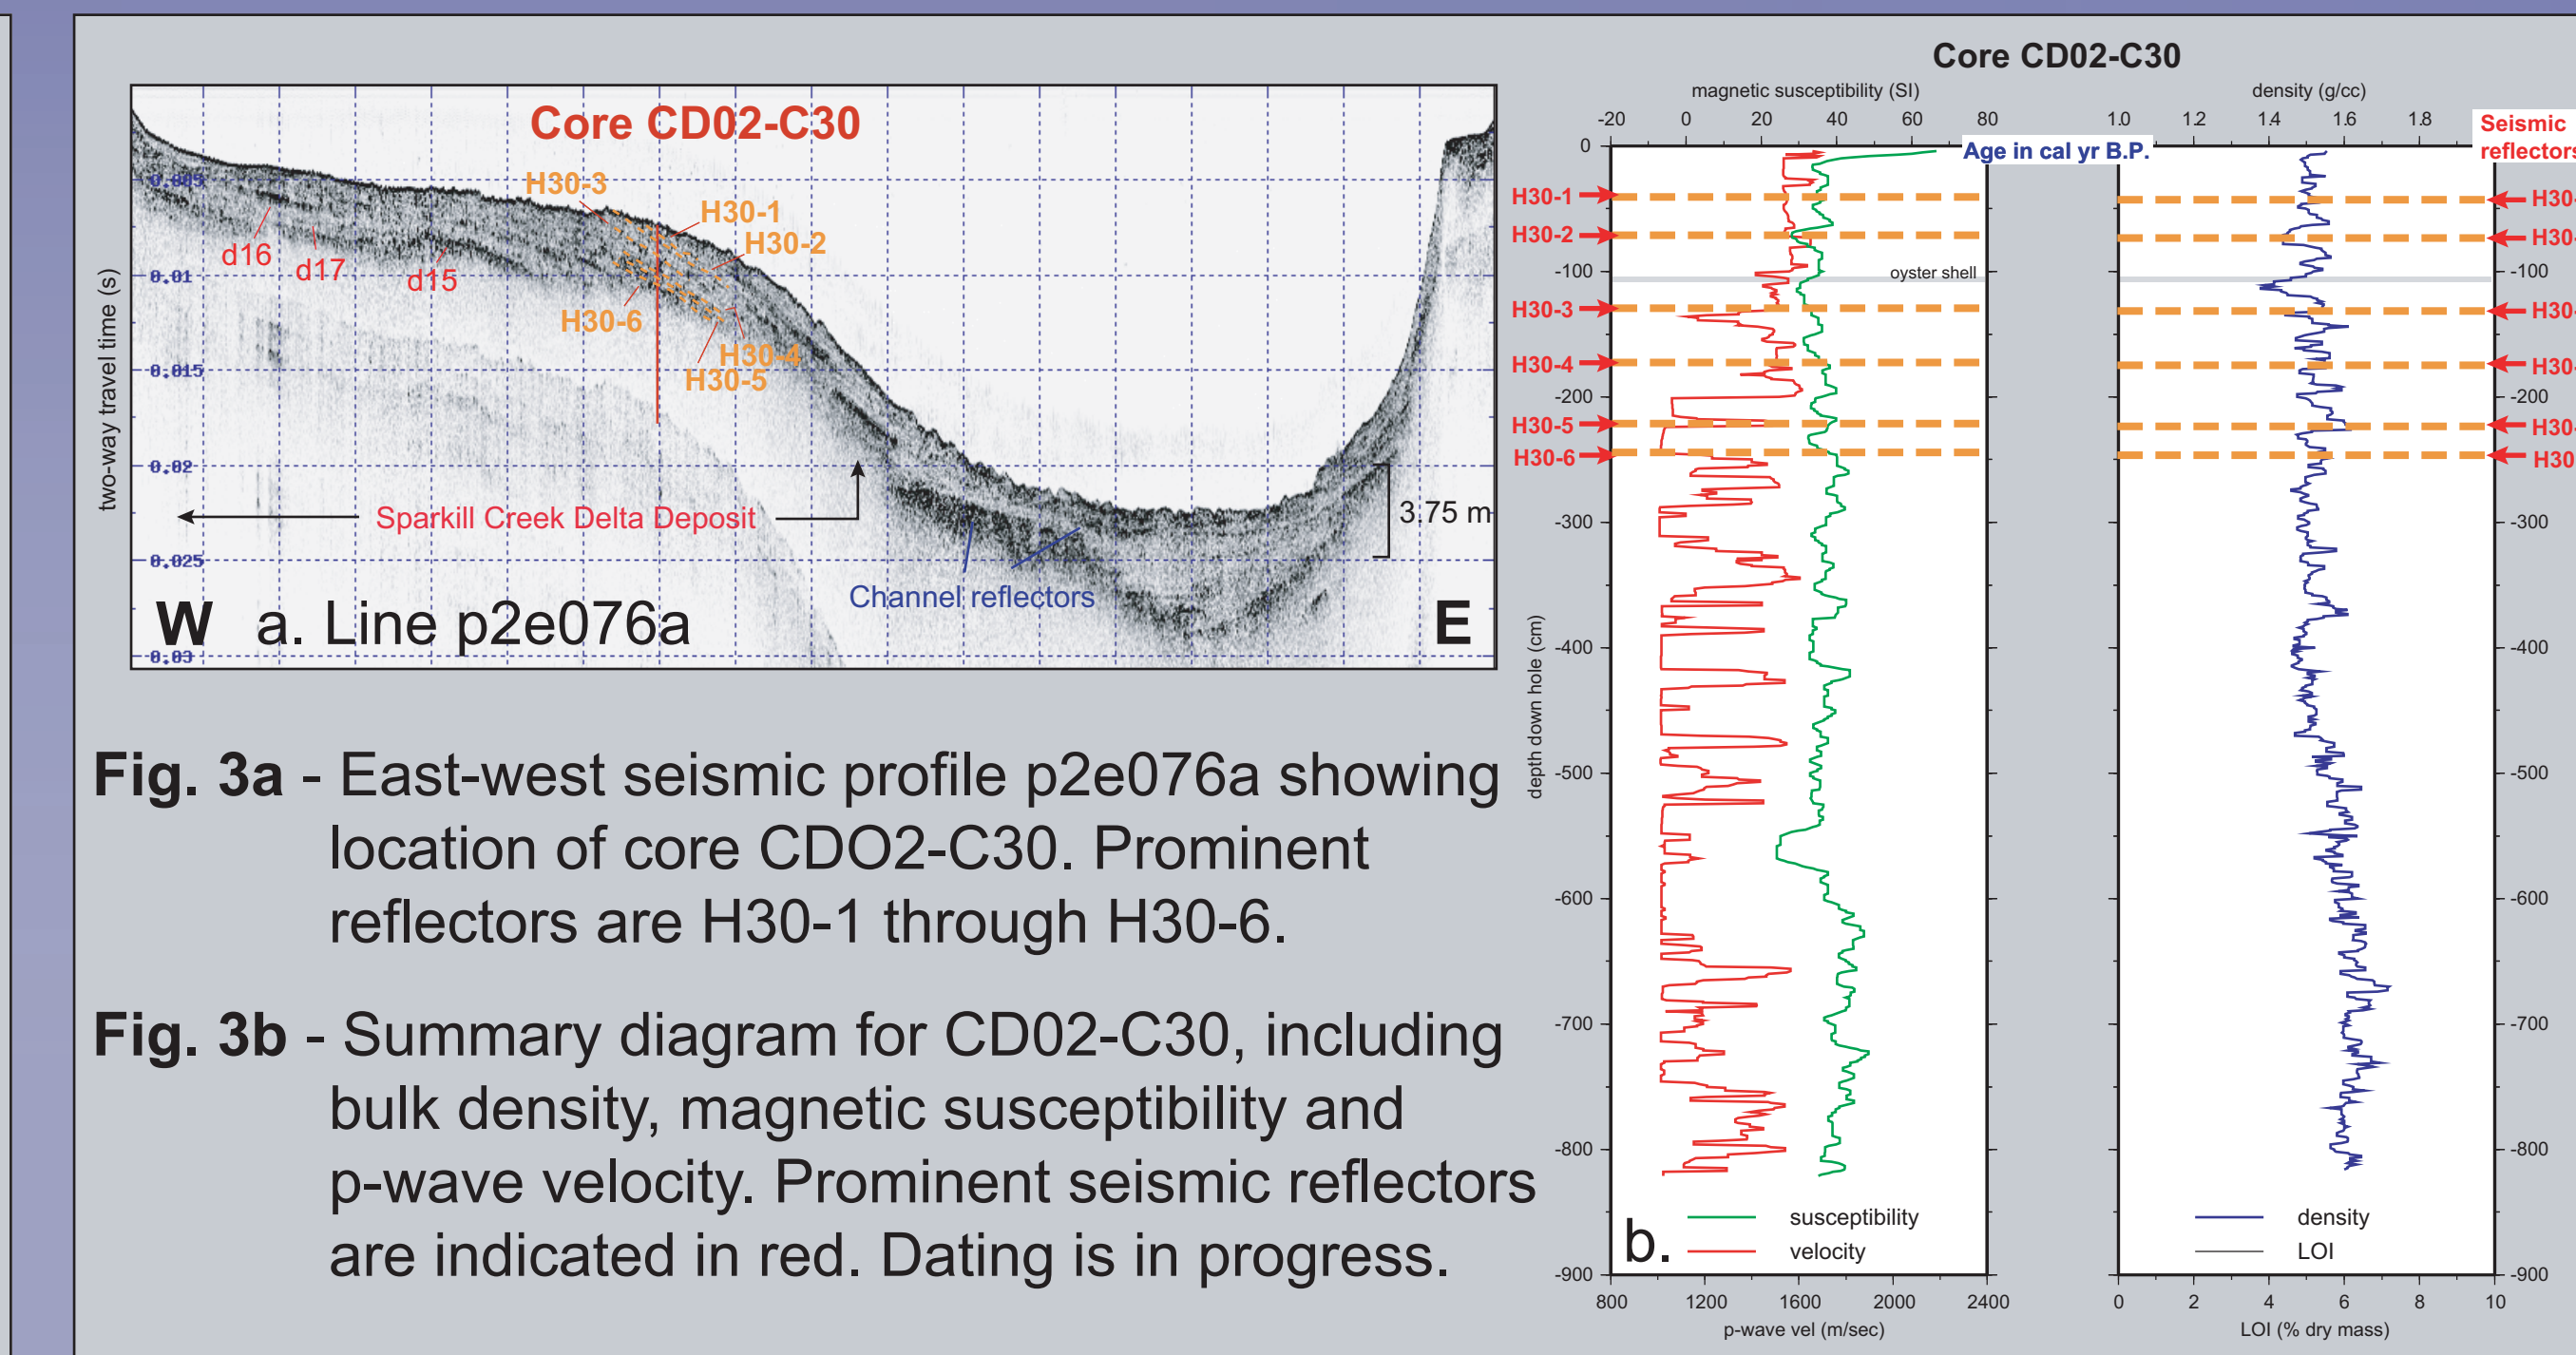 Core CD02-C30
H30-3
H30-1
H30-2
d16
d17
d15
H30-6
H30-4
H30-5
two-way travel time (s)
0.005
0.01
0.015
0.02
0.025
0.03
Sparkill Creek Delta Deposit
3.75 m
Channel reflectors
W a. Line p2e076a
E
Fig. 3a - East-west seismic profile p2e076a showing
location of core CDO2-C30. Prominent
reflectors are H30-1 through H30-6.
Fig. 3b - Summary diagram for CD02-C30, including
bulk density, magnetic susceptibility and
p-wave velocity. Prominent seismic reflectors
are indicated in red. Dating is in progress.
Core CD02-C30
magnetic susceptibility (SI)
-20 0 20 40 60 80
density (g/cc)
1.0 1.2 1.4 1.6 1.8
Seismic
reflectors
Age in cal yr B.P.
0
-100
-200
-300
-400
-500
-600
-700
-800
-900
depth down hole (cm)
H30-1
H30-2
H30-3
H30-4
H30-5
H30-6
oyster shell
H30-
H30-
H30-
H30-
H30-
H30
-100
-200
-300
-400
-500
-600
-700
-800
-900
susceptibility
velocity
b.
density
LOI
800 1200 1600 2000 2400
p-wave vel (m/sec)
0 2 4 6 8 10
LOI (% dry mass)